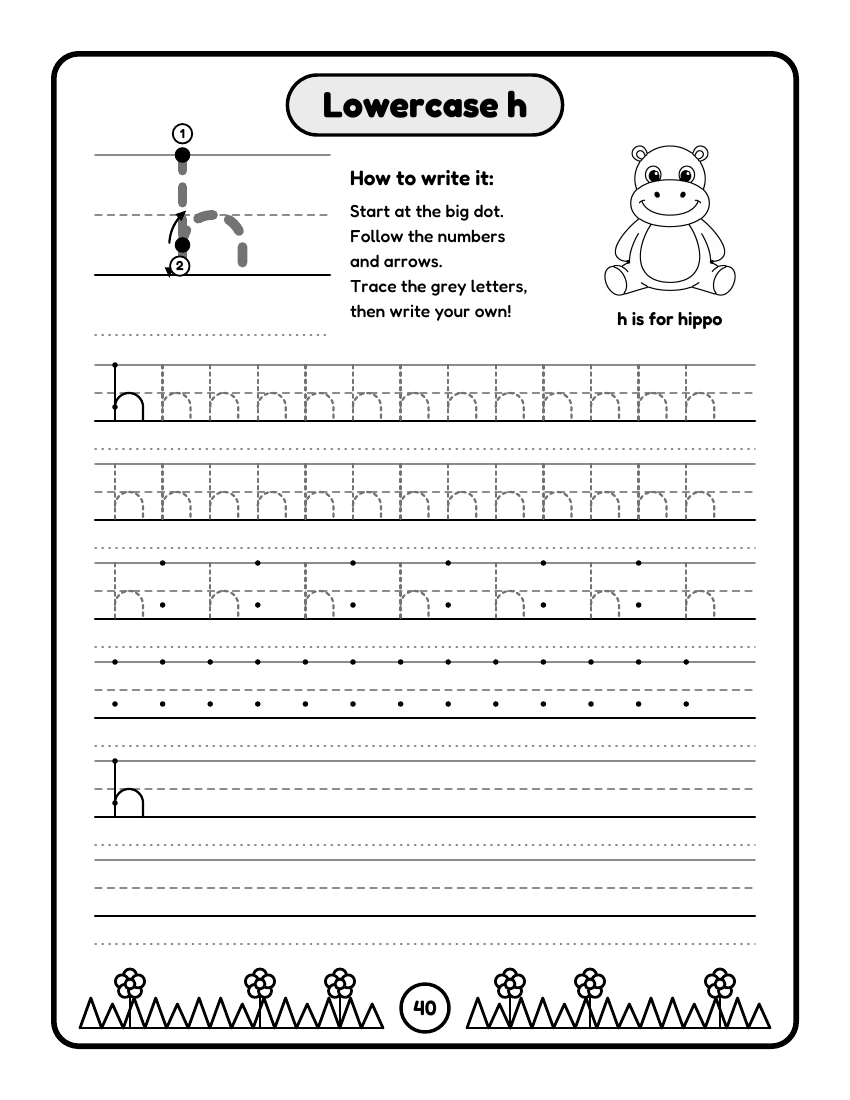 Lowercase h
1
2
How to write it:
Start at the big dot.
Follow the numbers
and arrows.
Trace the grey letters,
then write your own!
h is for hippo
h h h h h h h h h h h h h
h h h h h h h h h h h h h
h h h h h h h
h
40